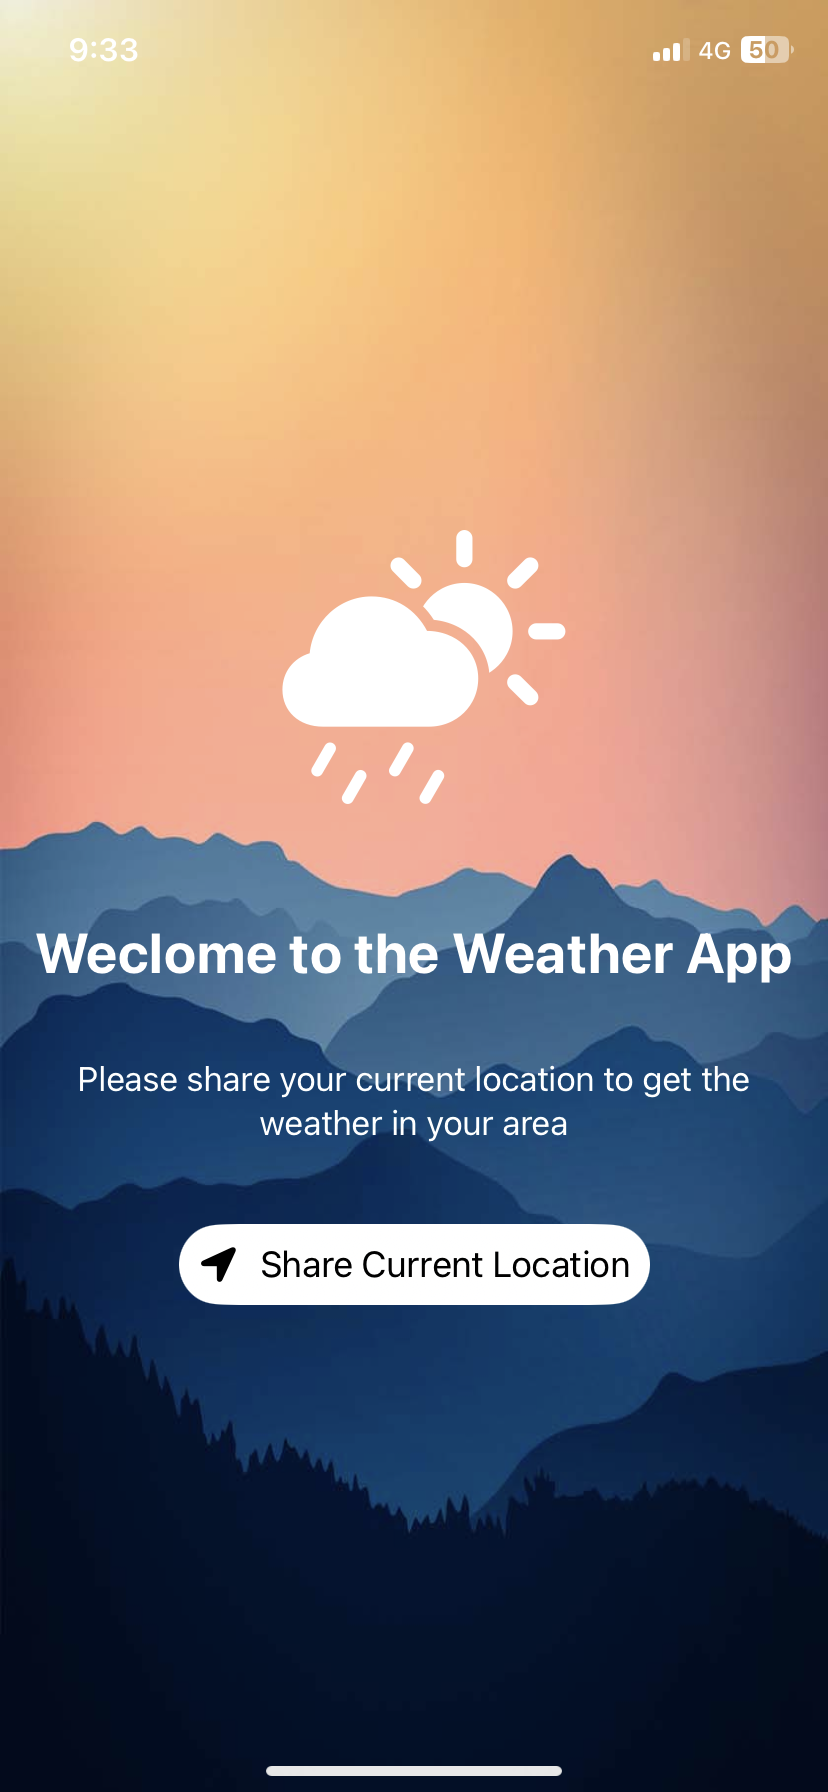 9:33
4G 50
Weclome to the Weather App
Please share your current location to get the
weather in your area
Share Current Location